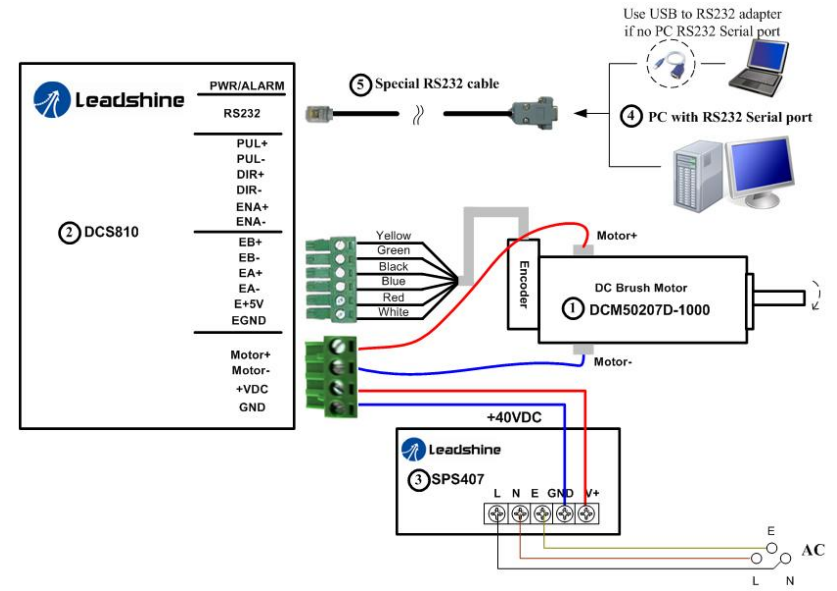 Use USB to RS232 adapter
if no PC RS232 Serial port
Leadshine
PWR/ALARM
RS232
5 Special RS232 cable
4 PC with RS232 Serial port
PUL+
PUL-
DIR+
DIR-
ENA+
ENA-
2 DCS810
EB+
EB-
EA+
EA-
E+5V
EGND
Yellow
Green
Black
Blue
Red
White
Motor+
Encoder
DC Brush Motor
1 DCM50207D-1000
Motor-
Motor+
Motor-
+VDC
GND
+40VDC
Leadshine
3 SPS407
L N E GND V+
E
AC
L N